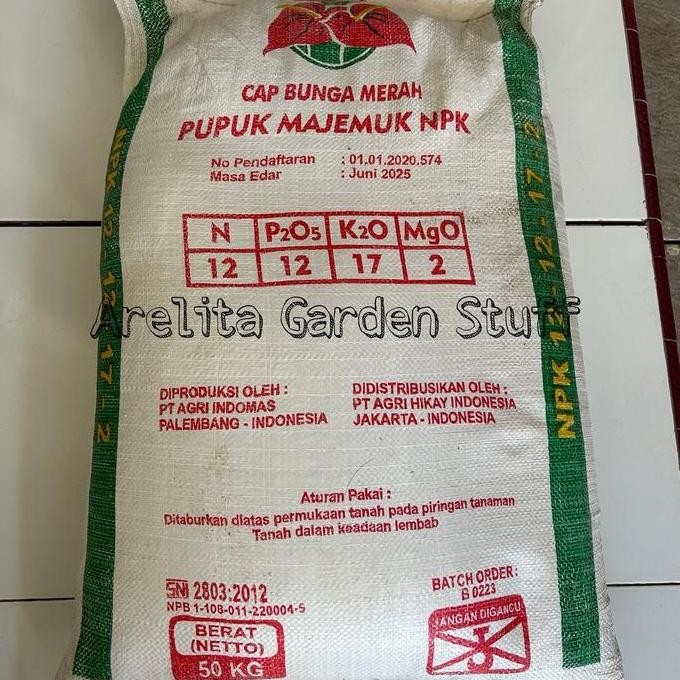 CAP BUNGA MERAH
PUPUK MAJEMUK NPK
No Pendaftaran : 01.01.2020.574
Masa Edar : Juni 2025
N P2O5 K2O MgO
12 12 17 2
NPK 12 - 12 - 17 - 2
NPK 12 - 12 - 17 - 2
Arelita Garden Stuff
DIPRODUKSI OLEH :
PT AGRI INDOMAS
PALEMBANG - INDONESIA
DIDISTRIBUSIKAN OLEH :
PT AGRI HIKAY INDONESIA
JAKARTA - INDONESIA
Aturan Pakai :
Ditaburkan diatas permukaan tanah pada piringan tanaman
Tanah dalam keadaan lembab
SNI 2803:2012
NPB 1-108-011-220004-5
BERAT
(NETTO)
50 KG
BATCH ORDER :
B 0223
JANGAN DIGANCU